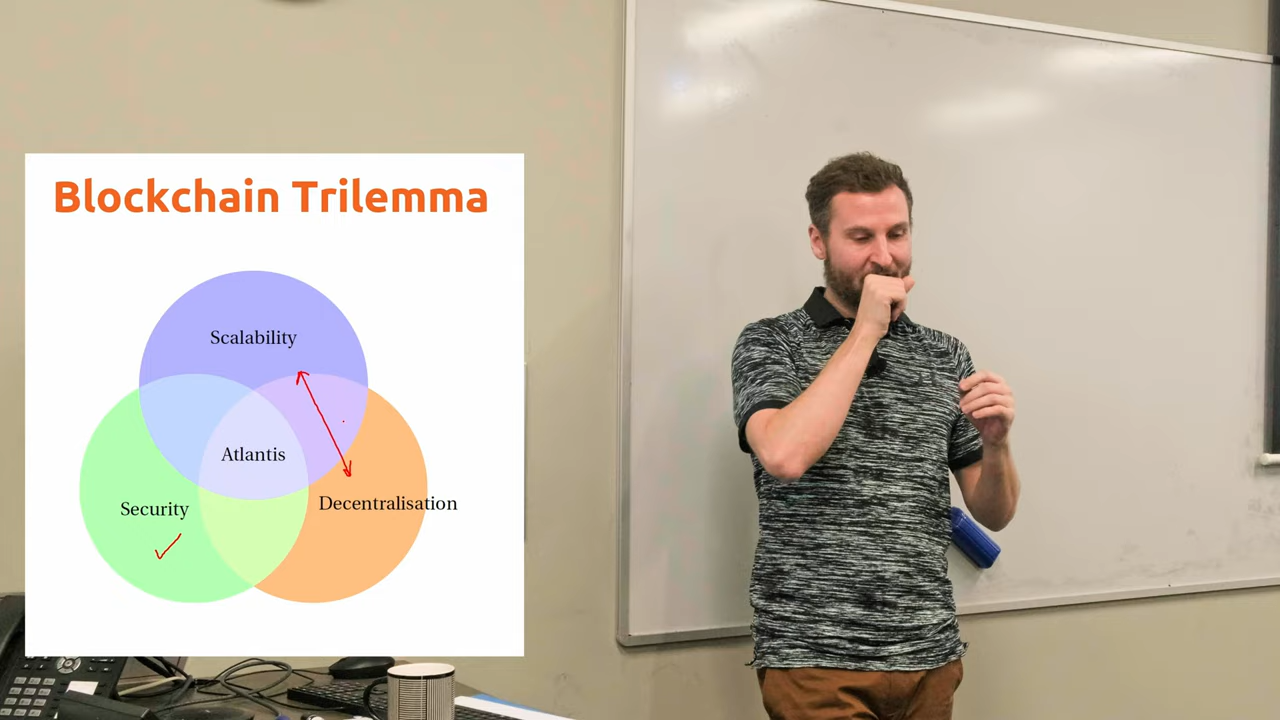 Blockchain Trilemma
Scalability
Atlantis
Security
Decentralisation